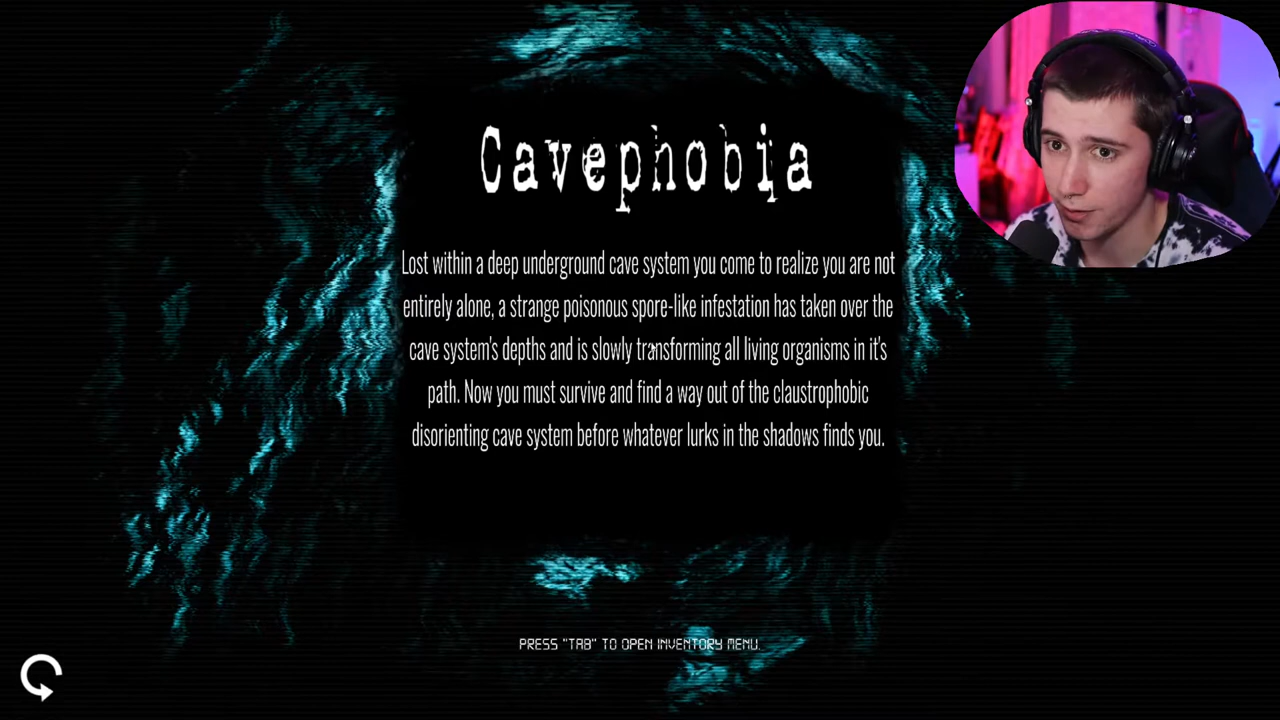 Cavephobia
Lost within a deep underground cave system you come to realize you are not
entirely alone, a strange poisonous spore-like infestation has taken over the
cave system's depths and is slowly transforming all living organisms in it's
path. Now you must survive and find a way out of the claustrophobic
disorienting cave system before whatever lurks in the shadows finds you.
PRESS "TAB" TO OPEN INVENTORY MENU.